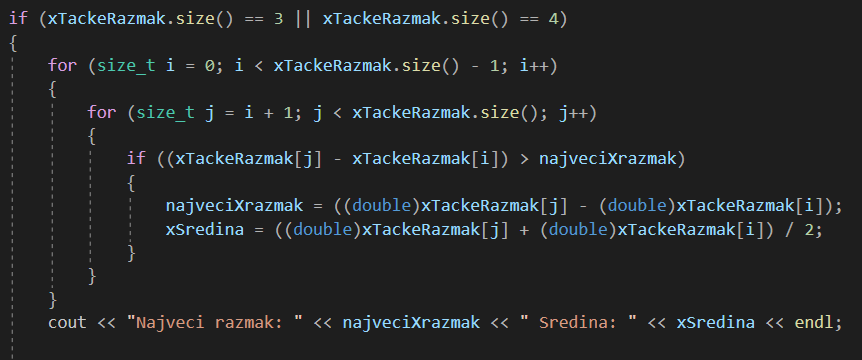 if (xTackeRazmak.size() == 3 || xTackeRazmak.size() == 4)
{
for (size_t i = 0; i < xTackeRazmak.size() - 1; i++)
{
for (size_t j = i + 1; j < xTackeRazmak.size(); j++)
{
if ((xTackeRazmak[j] - xTackeRazmak[i]) > najveciXrazmak)
{
najveciXrazmak = ((double)xTackeRazmak[j] - (double)xTackeRazmak[i]);
xSredina = ((double)xTackeRazmak[j] + (double)xTackeRazmak[i]) / 2;
}
}
}
cout << "Najveci razmak: " << najveciXrazmak << " Sredina: " << xSredina << endl;